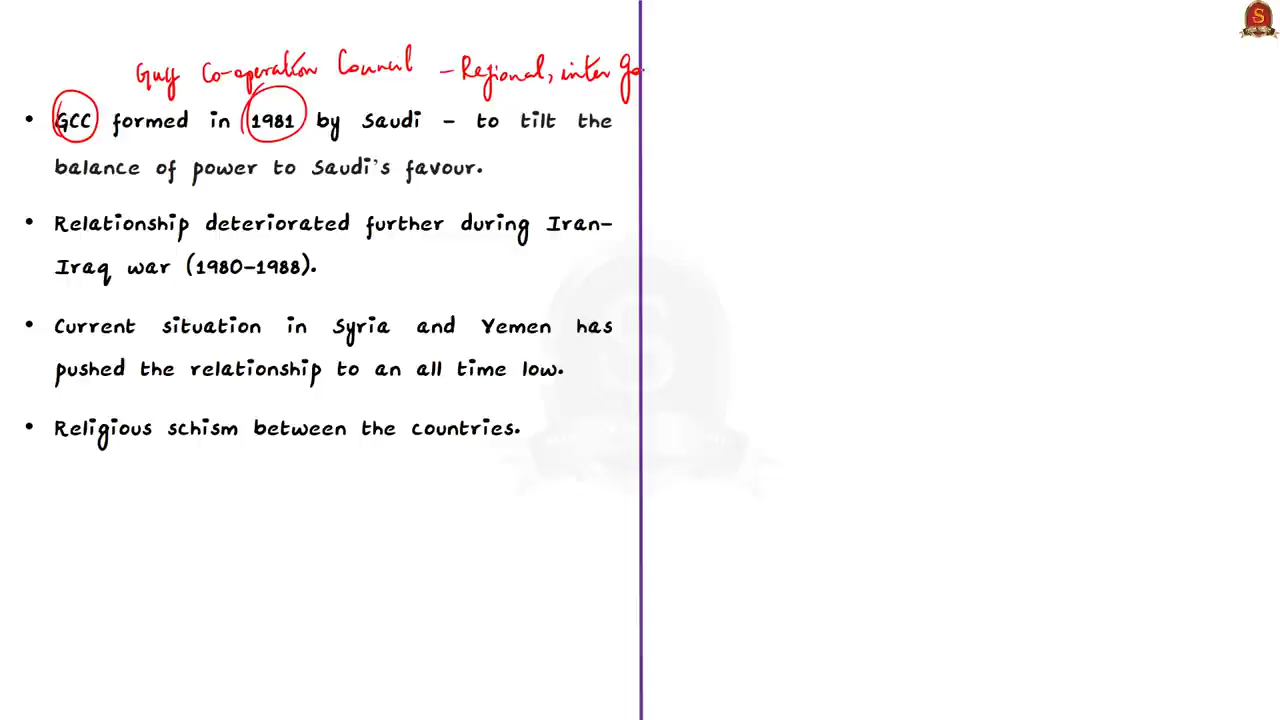 Gulf Co-operation Council - Regional, inter Go
• GCC formed in 1981 by Saudi - to tilt the
balance of power to Saudi's favour.
• Relationship deteriorated further during Iran-
Iraq war (1980-1988).
• Current situation in Syria and Yemen has
pushed the relationship to an all time low.
• Religious schism between the countries.
S
S